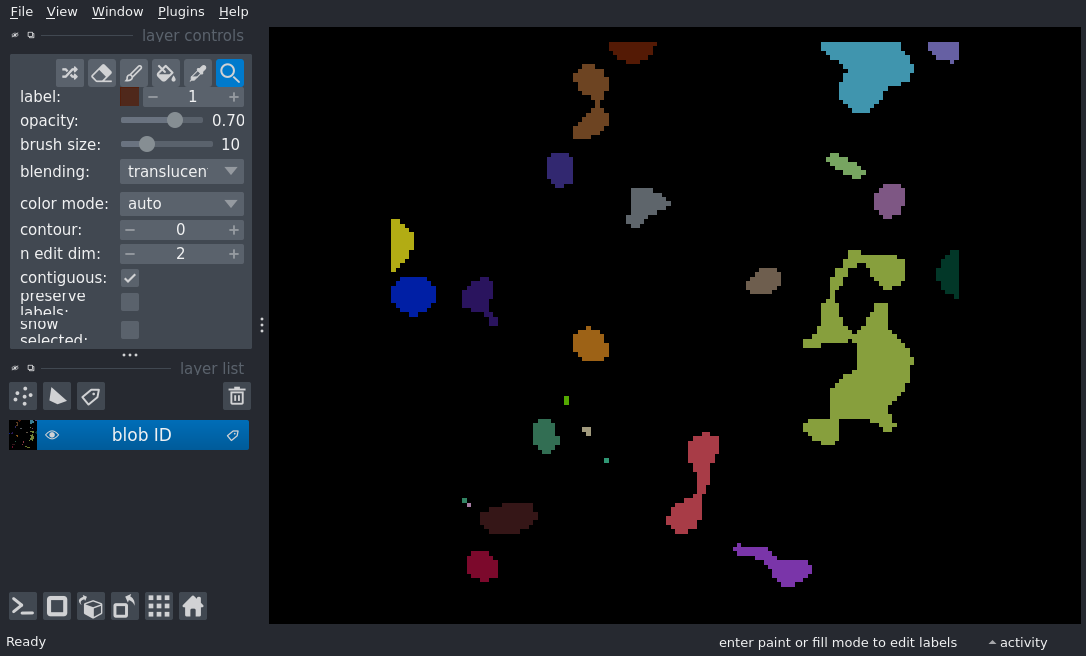 File View Window Plugins Help
layer controls
label: 1
opacity: 0.70
brush size: 10
blending: translucen
color mode: auto
contour: 0
n edit dim: 2
contiguous:
preserve
labels:
show
selected:
layer list
blob ID
Ready
enter paint or fill mode to edit labels
activity